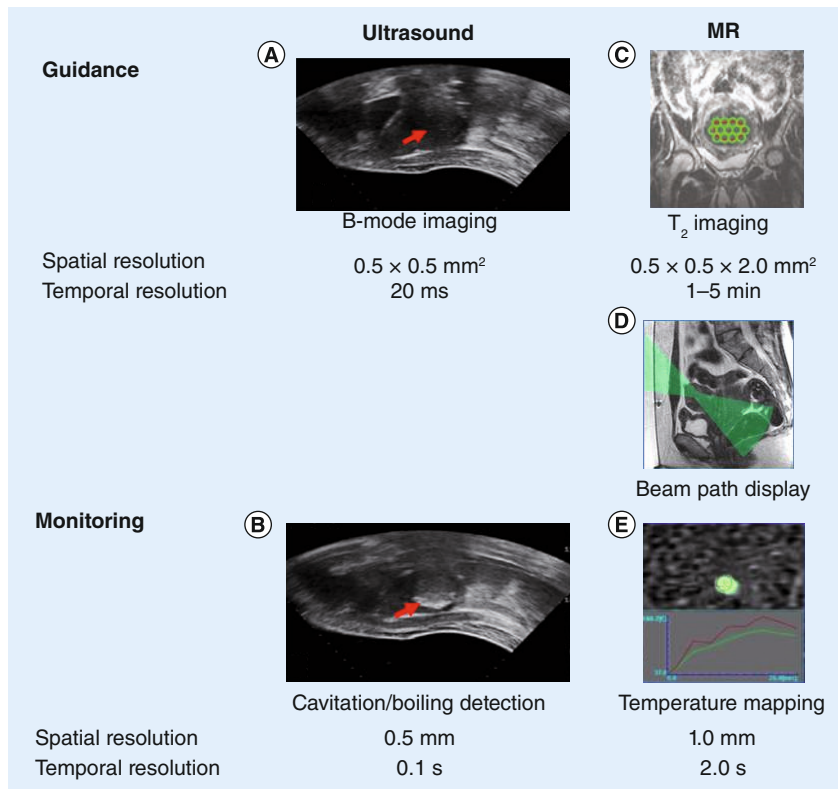 Ultrasound
MR
Guidance
A
C
B-mode imaging
T₂ imaging
Spatial resolution
0.5 × 0.5 mm²
0.5 × 0.5 × 2.0 mm²
Temporal resolution
20 ms
1–5 min
D
Beam path display
Monitoring
B
E
Cavitation/boiling detection
Temperature mapping
Spatial resolution
0.5 mm
1.0 mm
Temporal resolution
0.1 s
2.0 s